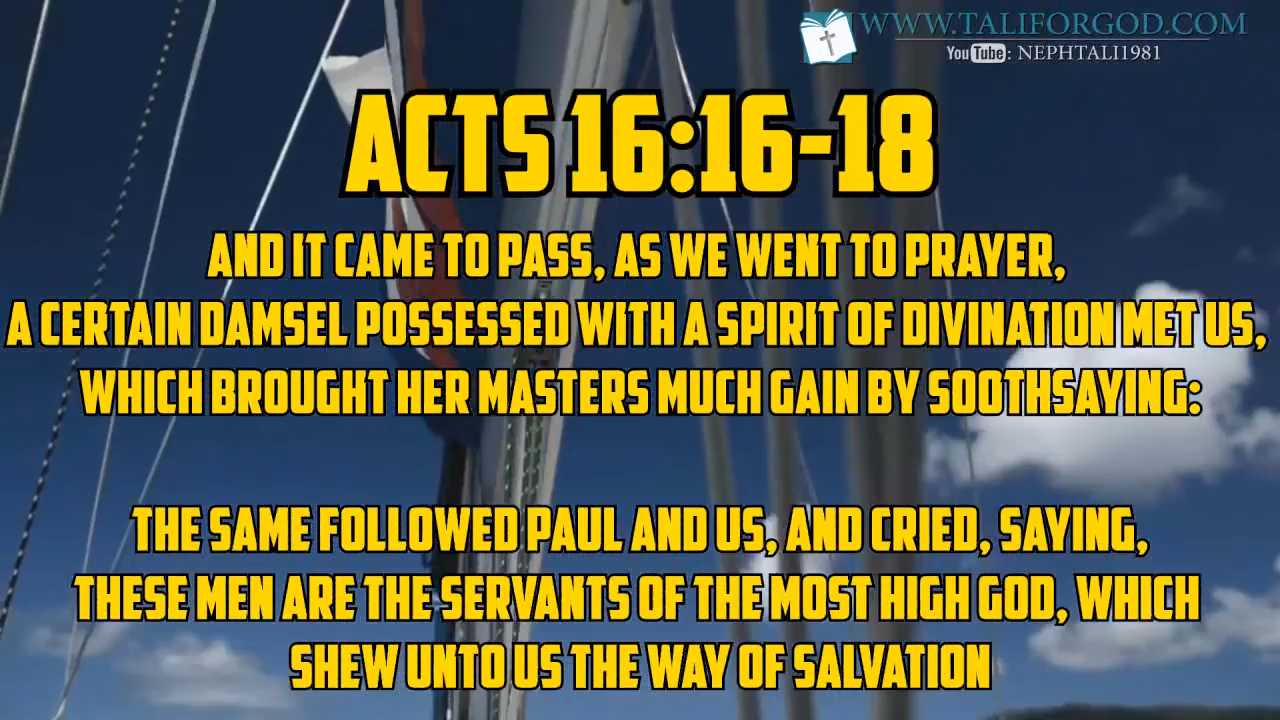 WWW.TALIFORGOD.COM
YouTube: NEPHTALI1981
ACTS 16:16-18
AND IT CAME TO PASS, AS WE WENT TO PRAYER,
A CERTAIN DAMSEL POSSESSED WITH A SPIRIT OF DIVINATION MET US,
WHICH BROUGHT HER MASTERS MUCH GAIN BY SOOTHSAYING:
THE SAME FOLLOWED PAUL AND US, AND CRIED, SAYING,
THESE MEN ARE THE SERVANTS OF THE MOST HIGH GOD, WHICH
SHEW UNTO US THE WAY OF SALVATION